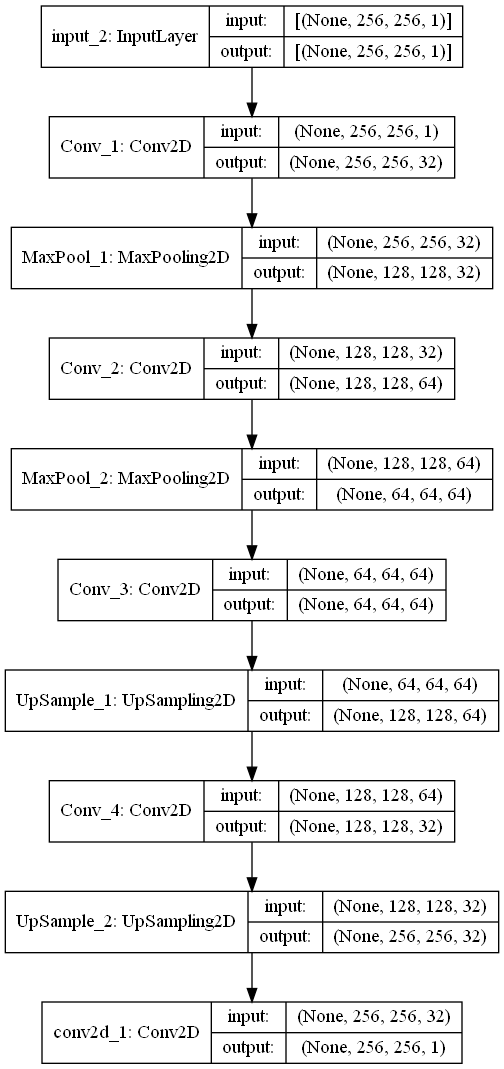 input_2: InputLayer
input:
[(None, 256, 256, 1)]
output:
[(None, 256, 256, 1)]
Conv_1: Conv2D
input:
(None, 256, 256, 1)
output:
(None, 256, 256, 32)
MaxPool_1: MaxPooling2D
input:
(None, 256, 256, 32)
output:
(None, 128, 128, 32)
Conv_2: Conv2D
input:
(None, 128, 128, 32)
output:
(None, 128, 128, 64)
MaxPool_2: MaxPooling2D
input:
(None, 128, 128, 64)
output:
(None, 64, 64, 64)
Conv_3: Conv2D
input:
(None, 64, 64, 64)
output:
(None, 64, 64, 64)
UpSample_1: UpSampling2D
input:
(None, 64, 64, 64)
output:
(None, 128, 128, 64)
Conv_4: Conv2D
input:
(None, 128, 128, 64)
output:
(None, 128, 128, 32)
UpSample_2: UpSampling2D
input:
(None, 128, 128, 32)
output:
(None, 256, 256, 32)
conv2d_1: Conv2D
input:
(None, 256, 256, 32)
output:
(None, 256, 256, 1)